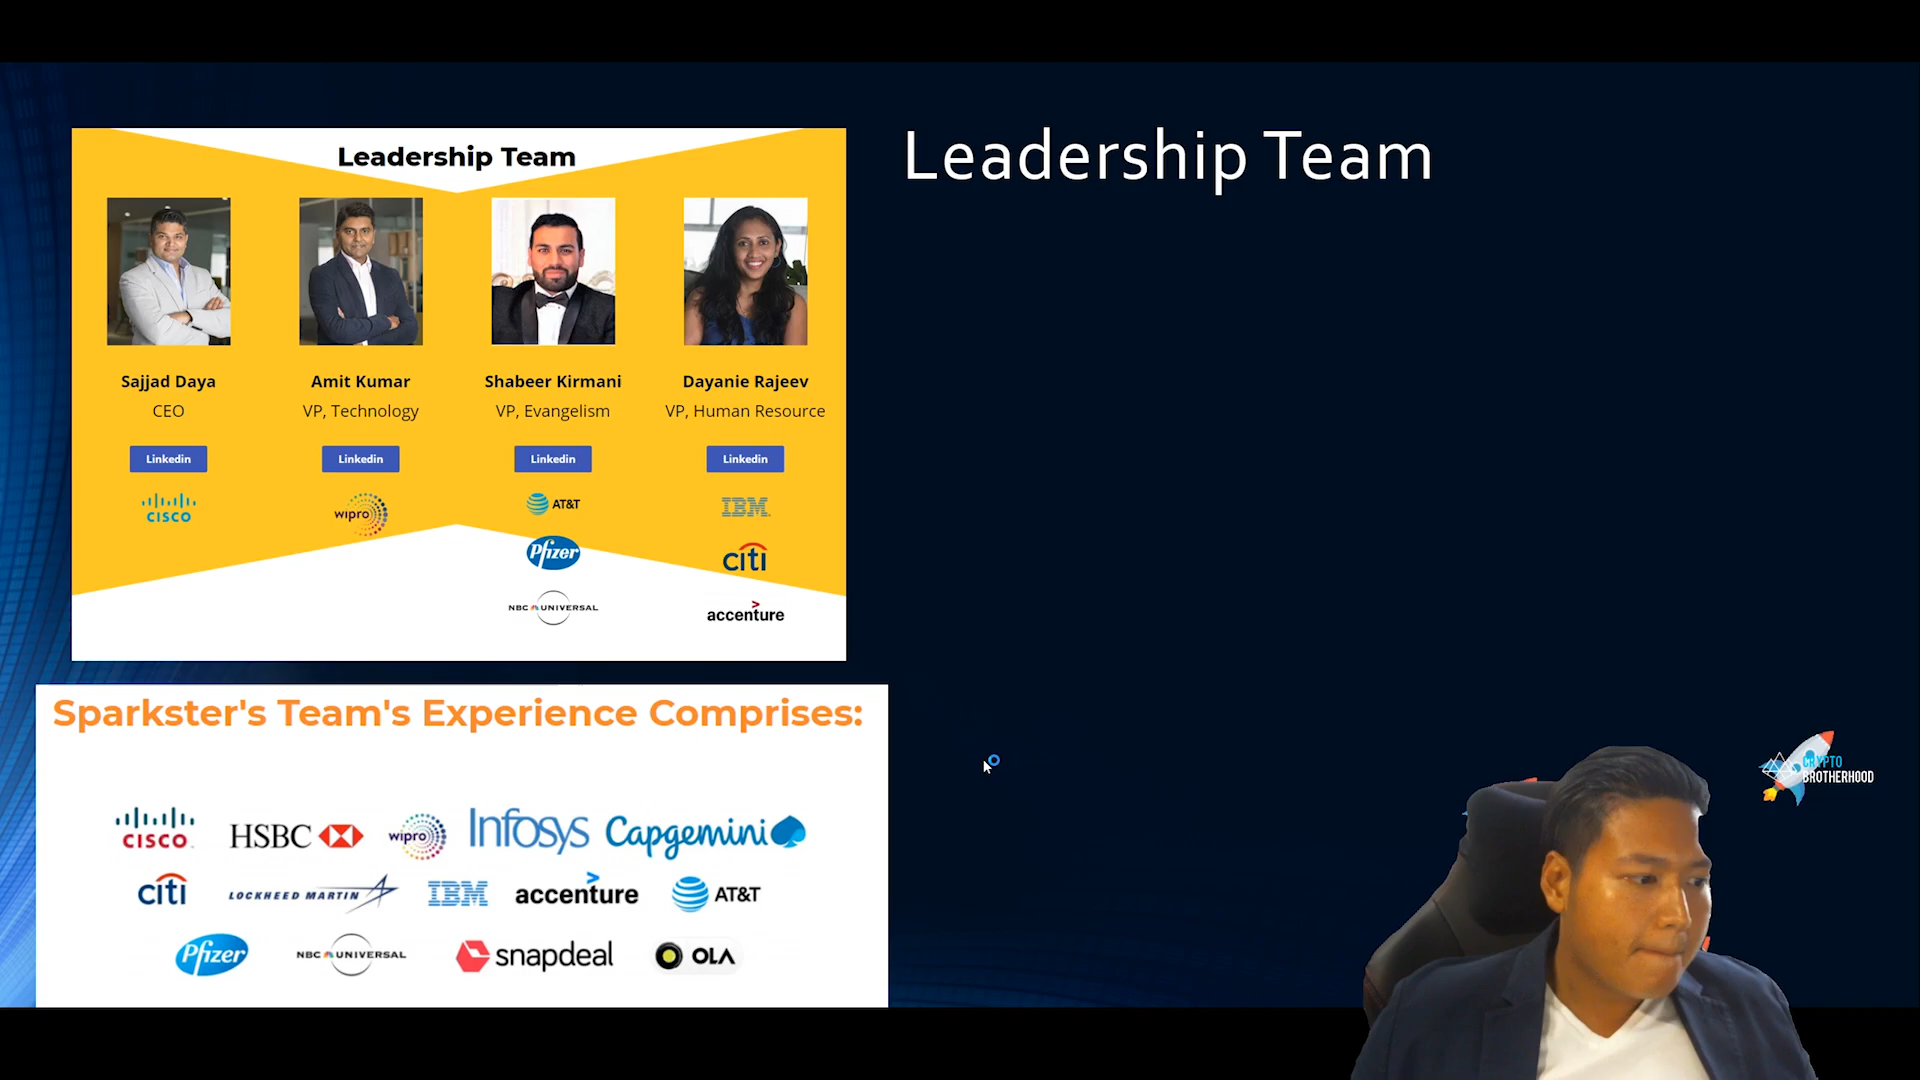 Leadership Team
Leadership Team
Sajjad Daya
CEO
Linkedin
CISCO
Amit Kumar
VP, Technology
Linkedin
wipro
Shabeer Kirmani
VP, Evangelism
Linkedin
AT&T
Pfizer
NBC UNIVERSAL
Dayanie Rajeev
VP, Human Resource
Linkedin
IBM
citi
accenture
Sparkster's Team's Experience Comprises:
CISCO HSBC wipro Infosys Capgemini
citi LOCKHEED MARTIN IBM accenture AT&T
Pfizer NBC UNIVERSAL snapdeal OLA
CRYPTO
BROTHERHOOD